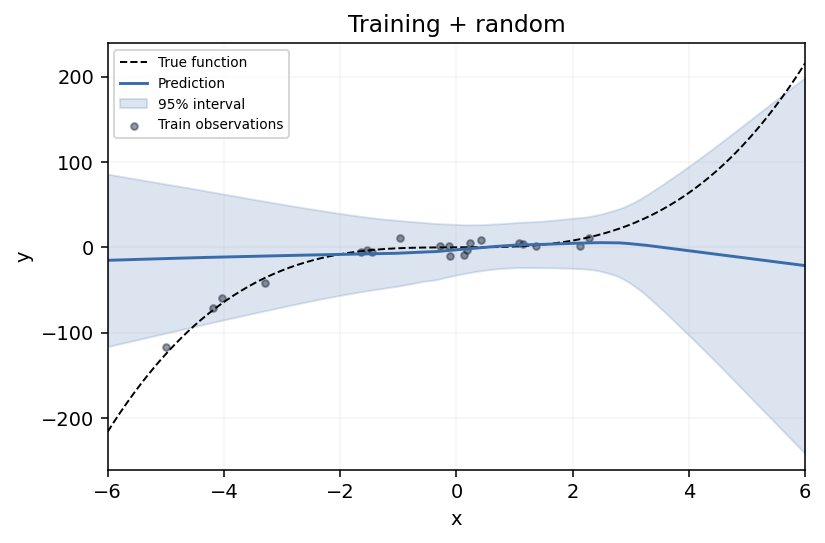 Training + random
True function
Prediction
95% interval
Train observations
y
200
100
0
−100
−200
−6
−4
−2
0
2
4
6
x